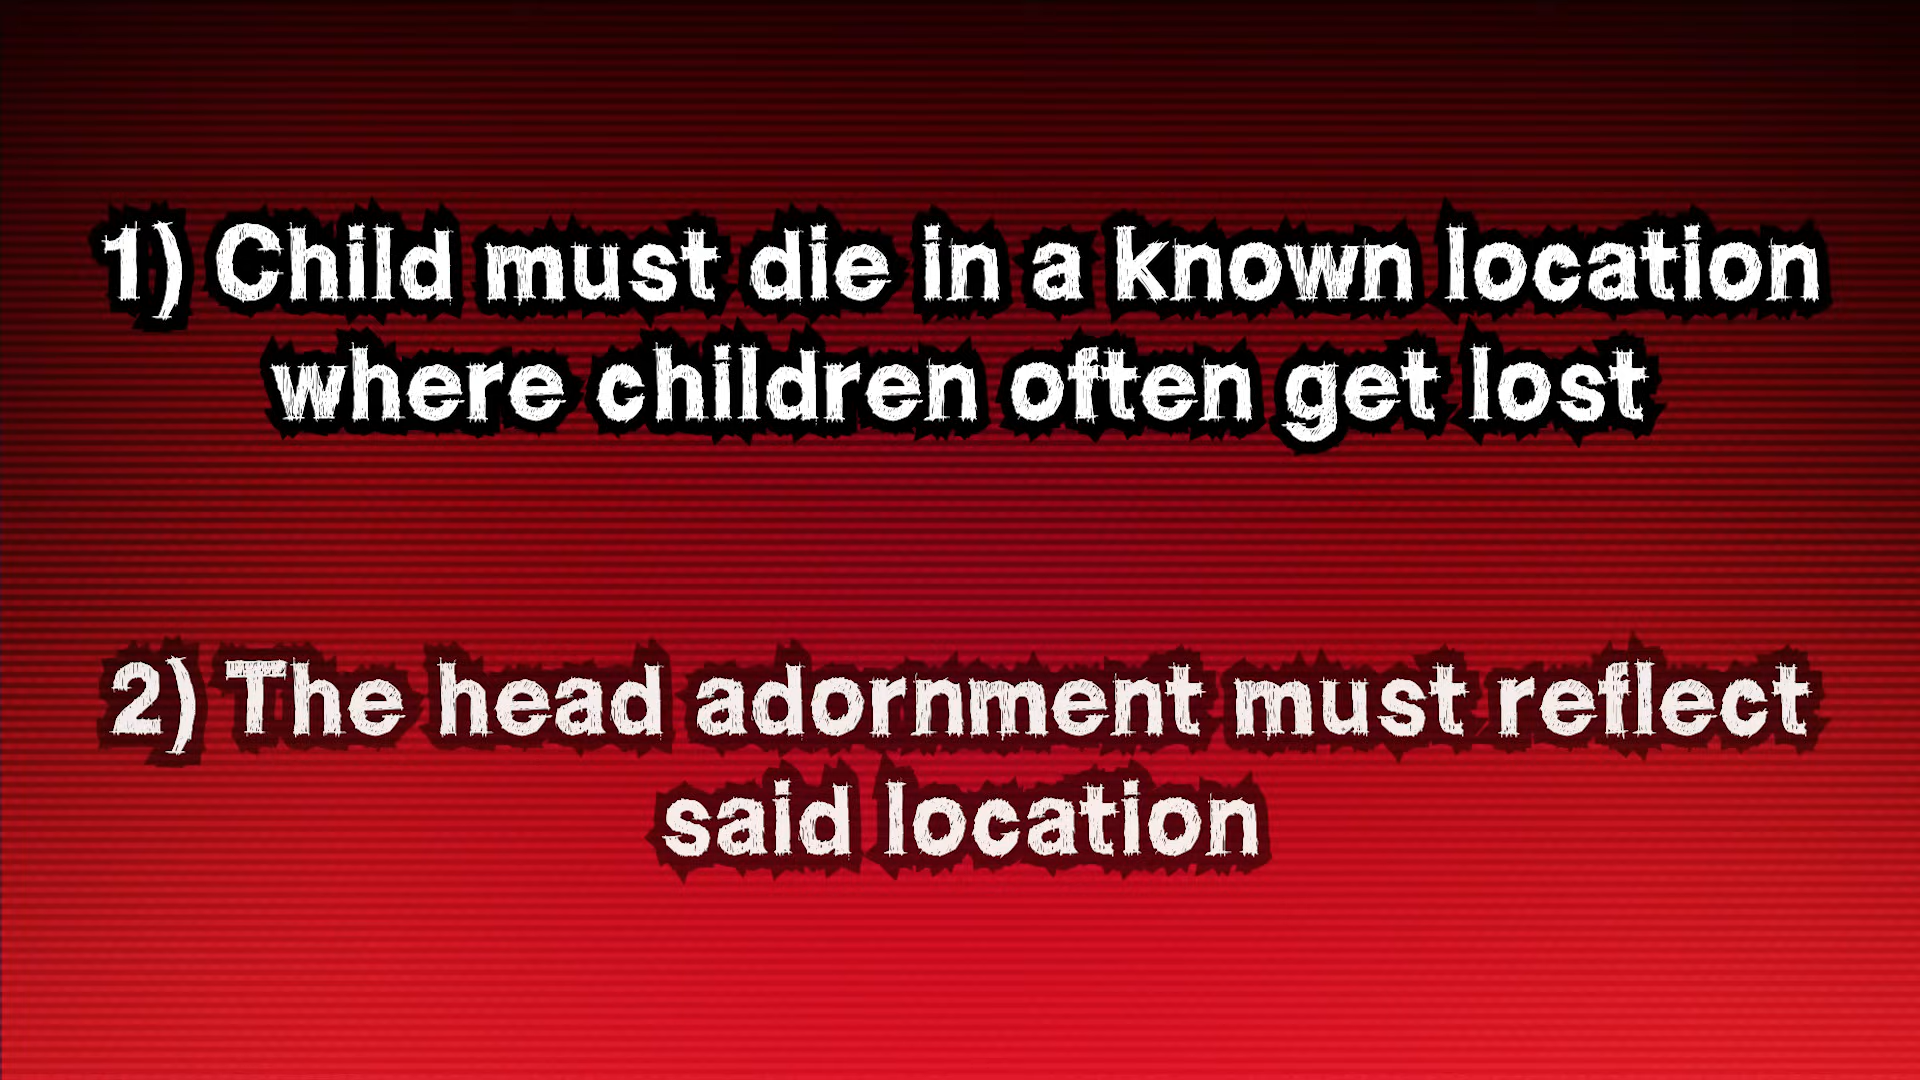 1) Child must die in a known location
where children often get lost
2) The head adornment must reflect
said location